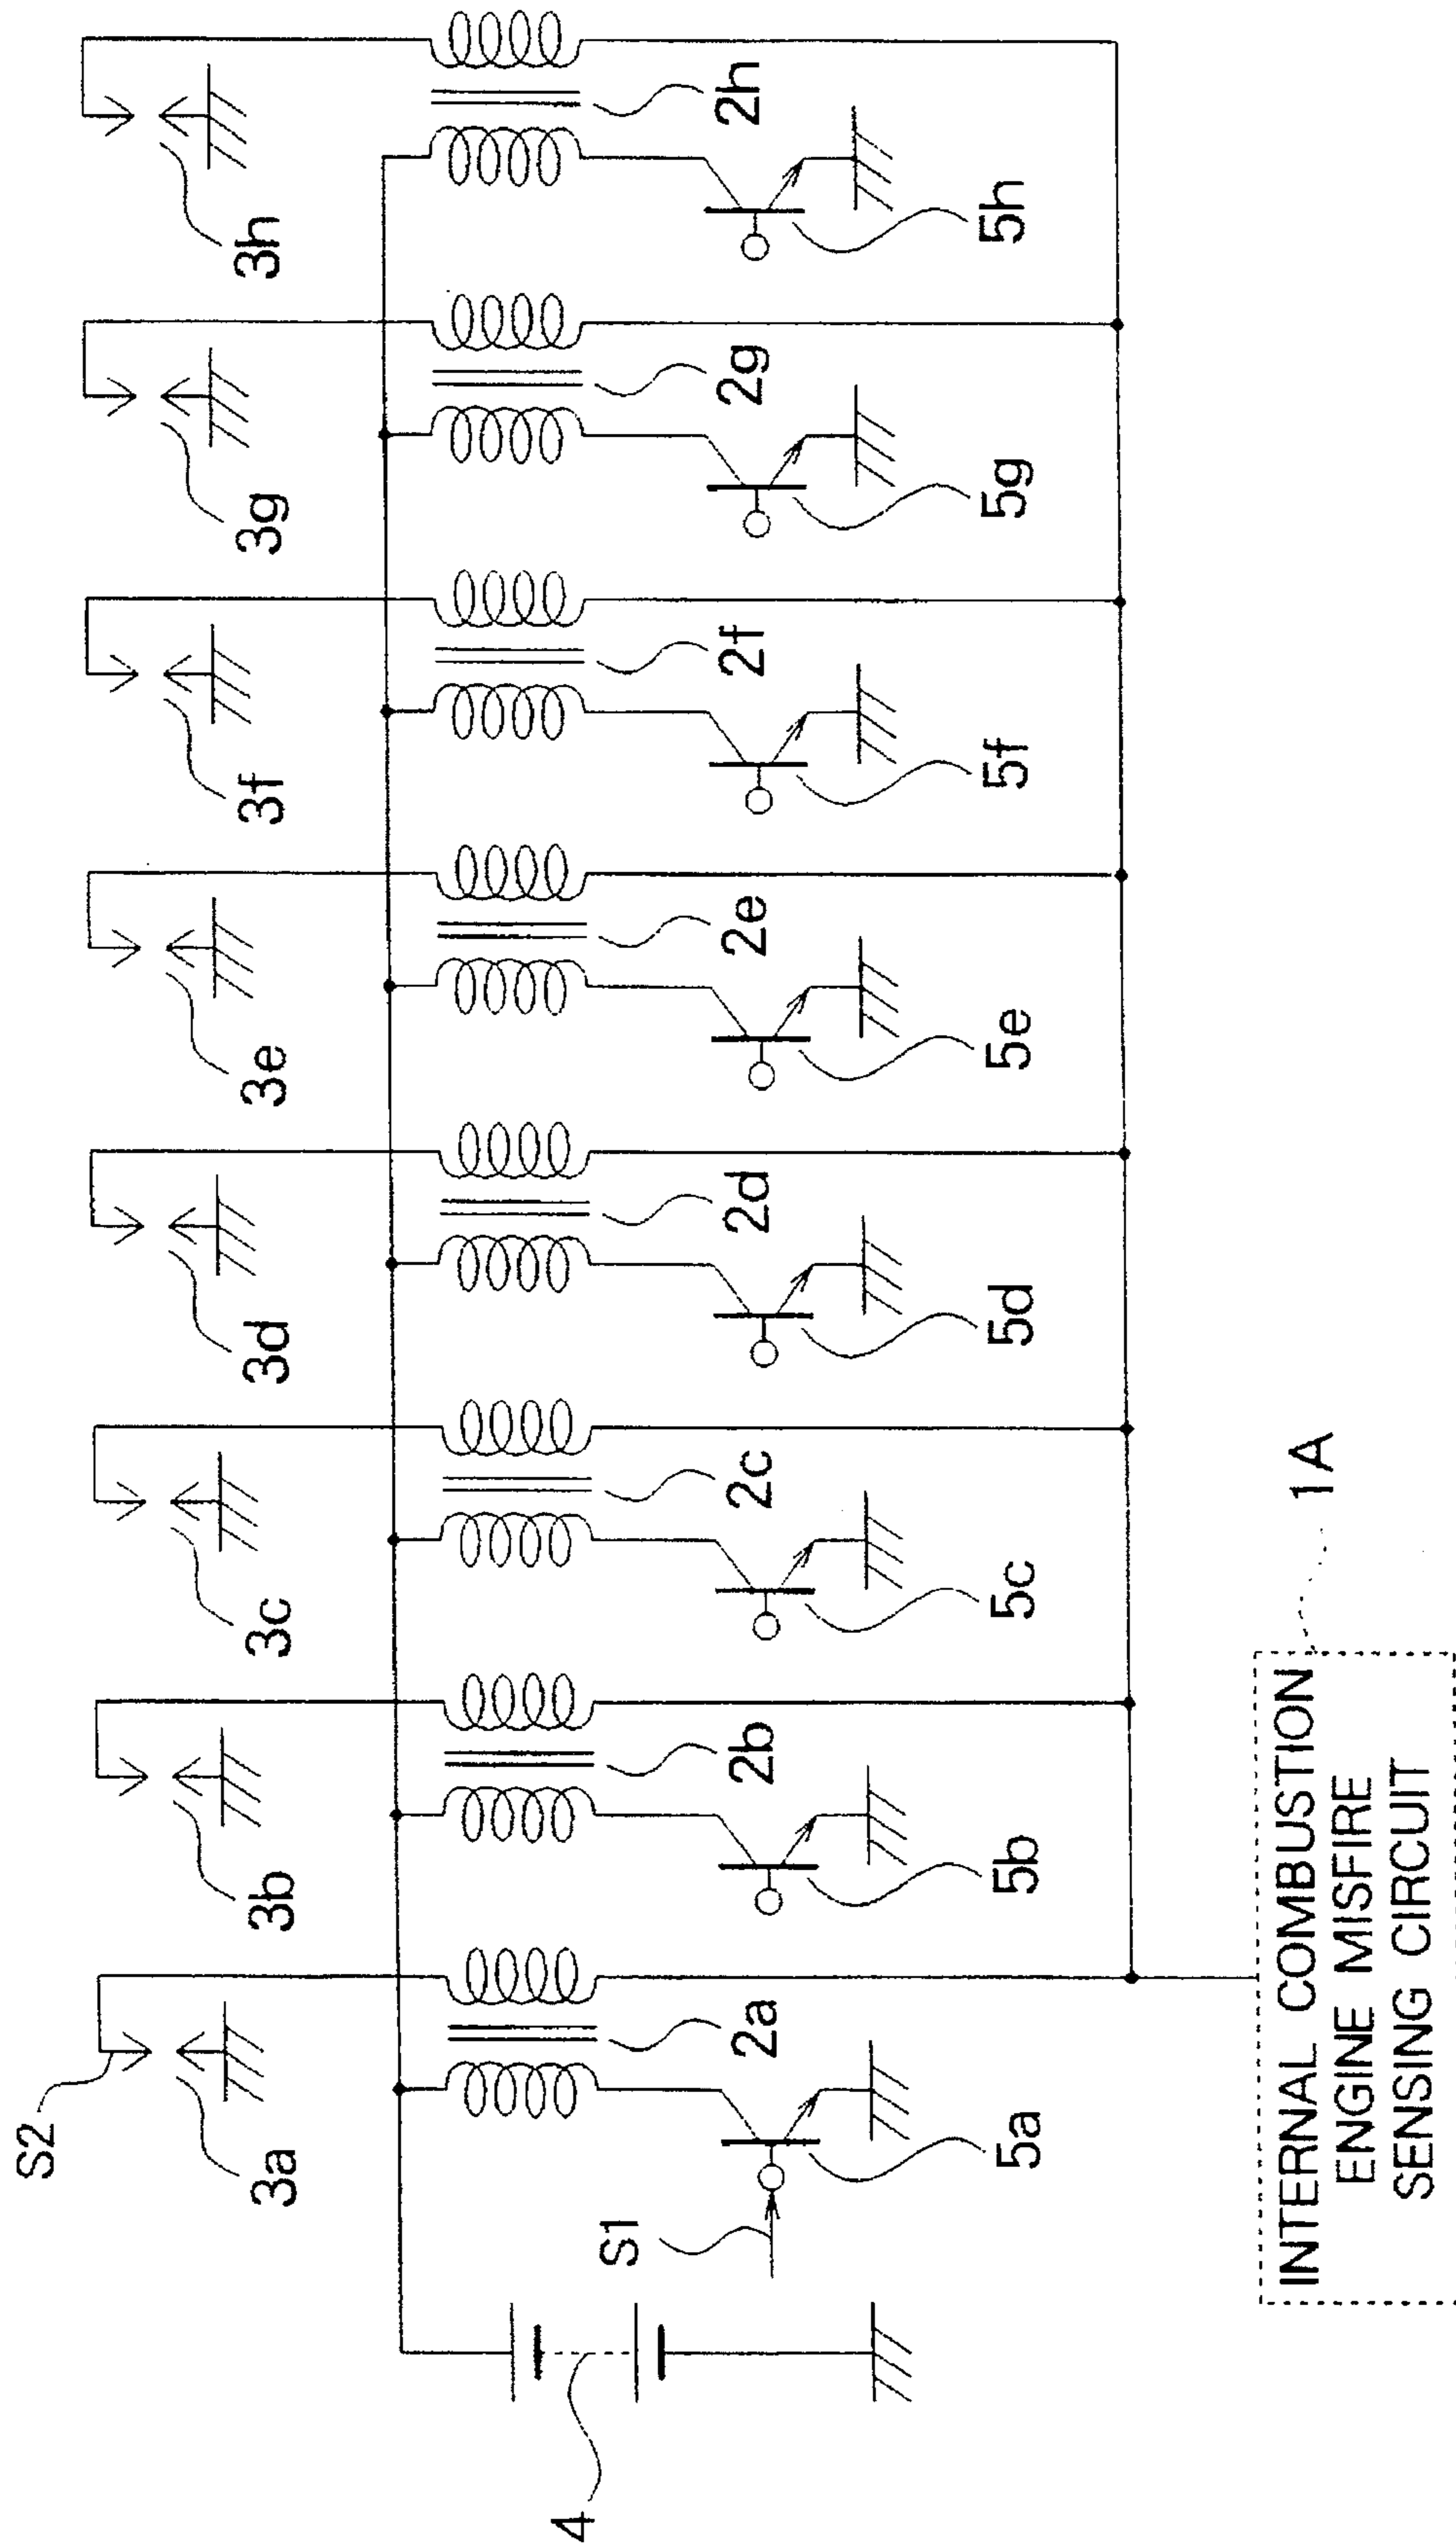 S2
3a
3b
3c
3d
3e
3f
3g
3h
2a
2b
2c
2d
2e
2f
2g
2h
4
S1
5a
5b
5c
5d
5e
5f
5g
5h
1A
INTERNAL COMBUSTION
ENGINE MISFIRE
SENSING CIRCUIT